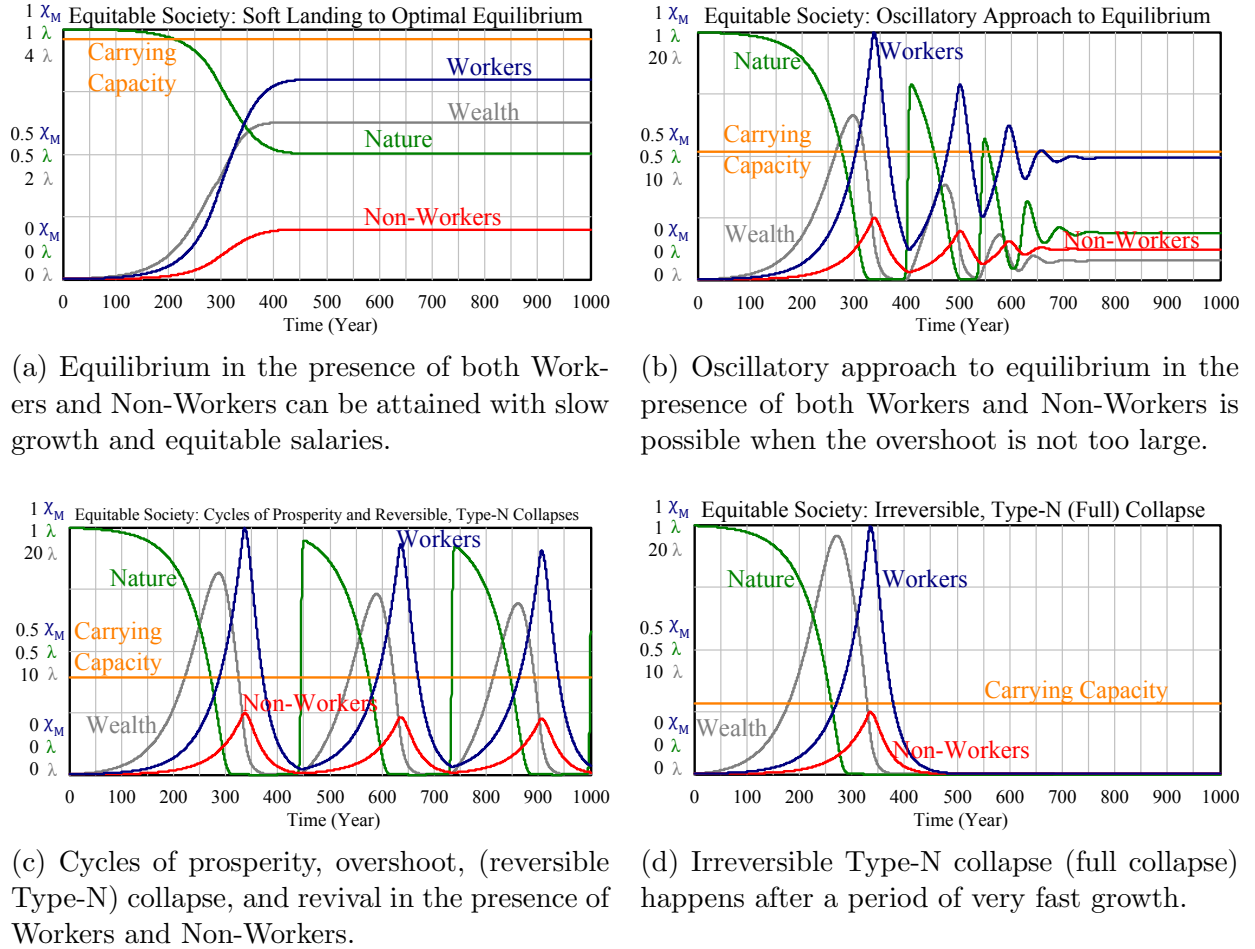 Equitable Society: Soft Landing to Optimal Equilibrium
1 χM
1 λ
4 λ
Carrying
Capacity
Workers
Wealth
Nature
0.5 χM
0.5 λ
2 λ
Non-Workers
0 χM
0 λ
0 λ
0 100 200 300 400 500 600 700 800 900 1000
Time (Year)
(a) Equilibrium in the presence of both Work-
ers and Non-Workers can be attained with slow
growth and equitable salaries.
Equitable Society: Oscillatory Approach to Equilibrium
1 χM
1 λ
20 λ
Workers
Nature
0.5 χM
0.5 λ
10 λ
Carrying
Capacity
Wealth
Non-Workers
0 χM
0 λ
0 λ
0 100 200 300 400 500 600 700 800 900 1000
Time (Year)
(b) Oscillatory approach to equilibrium in the
presence of both Workers and Non-Workers is
possible when the overshoot is not too large.
Equitable Society: Cycles of Prosperity and Reversible, Type-N Collapses
1 χM
1 λ
20 λ
Workers
Nature
0.5 χM
0.5 λ
10 λ
Carrying
Capacity
Non-Workers
Wealth
0 χM
0 λ
0 λ
0 100 200 300 400 500 600 700 800 900 1000
Time (Year)
(c) Cycles of prosperity, overshoot, (reversible
Type-N) collapse, and revival in the presence of
Workers and Non-Workers.
Equitable Society: Irreversible, Type-N (Full) Collapse
1 χM
1 λ
20 λ
Nature
Workers
0.5 χM
0.5 λ
10 λ
Carrying Capacity
Wealth
Non-Workers
0 χM
0 λ
0 λ
0 100 200 300 400 500 600 700 800 900 1000
Time (Year)
(d) Irreversible Type-N collapse (full collapse)
happens after a period of very fast growth.